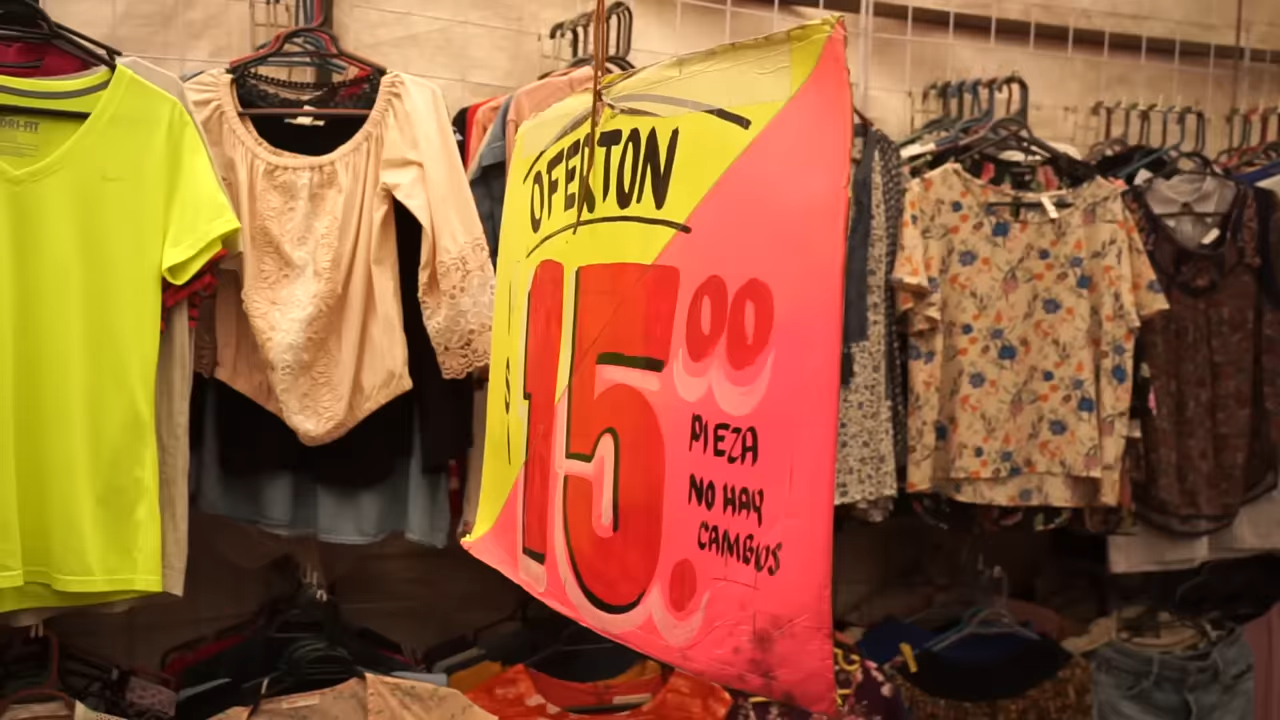 DRI-FIT
OFERTON
$ 15.00
PIEZA
NO HAY
CAMBIOS